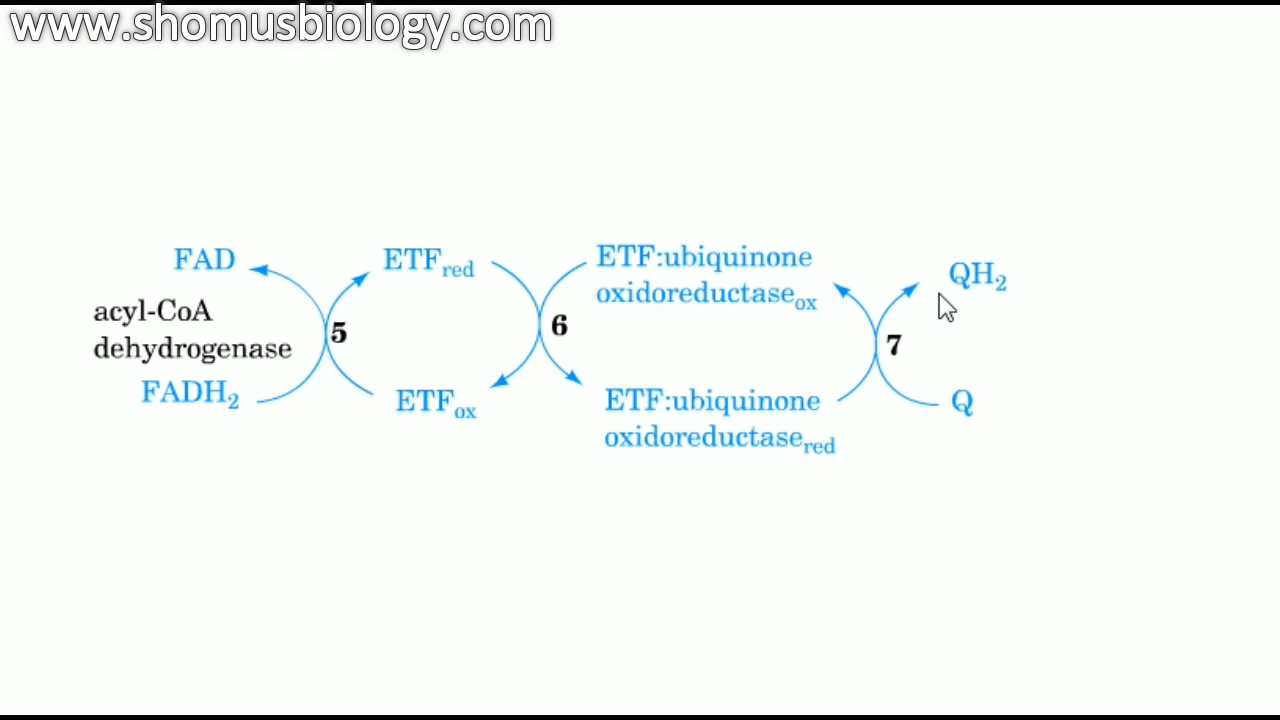 www.shomusbiology.com
FAD
ETFred
ETF:ubiquinone
oxidoreductaseox
QH2
acyl-CoA
dehydrogenase
5
6
7
FADH2
ETFox
ETF:ubiquinone
oxidoreductasered
Q